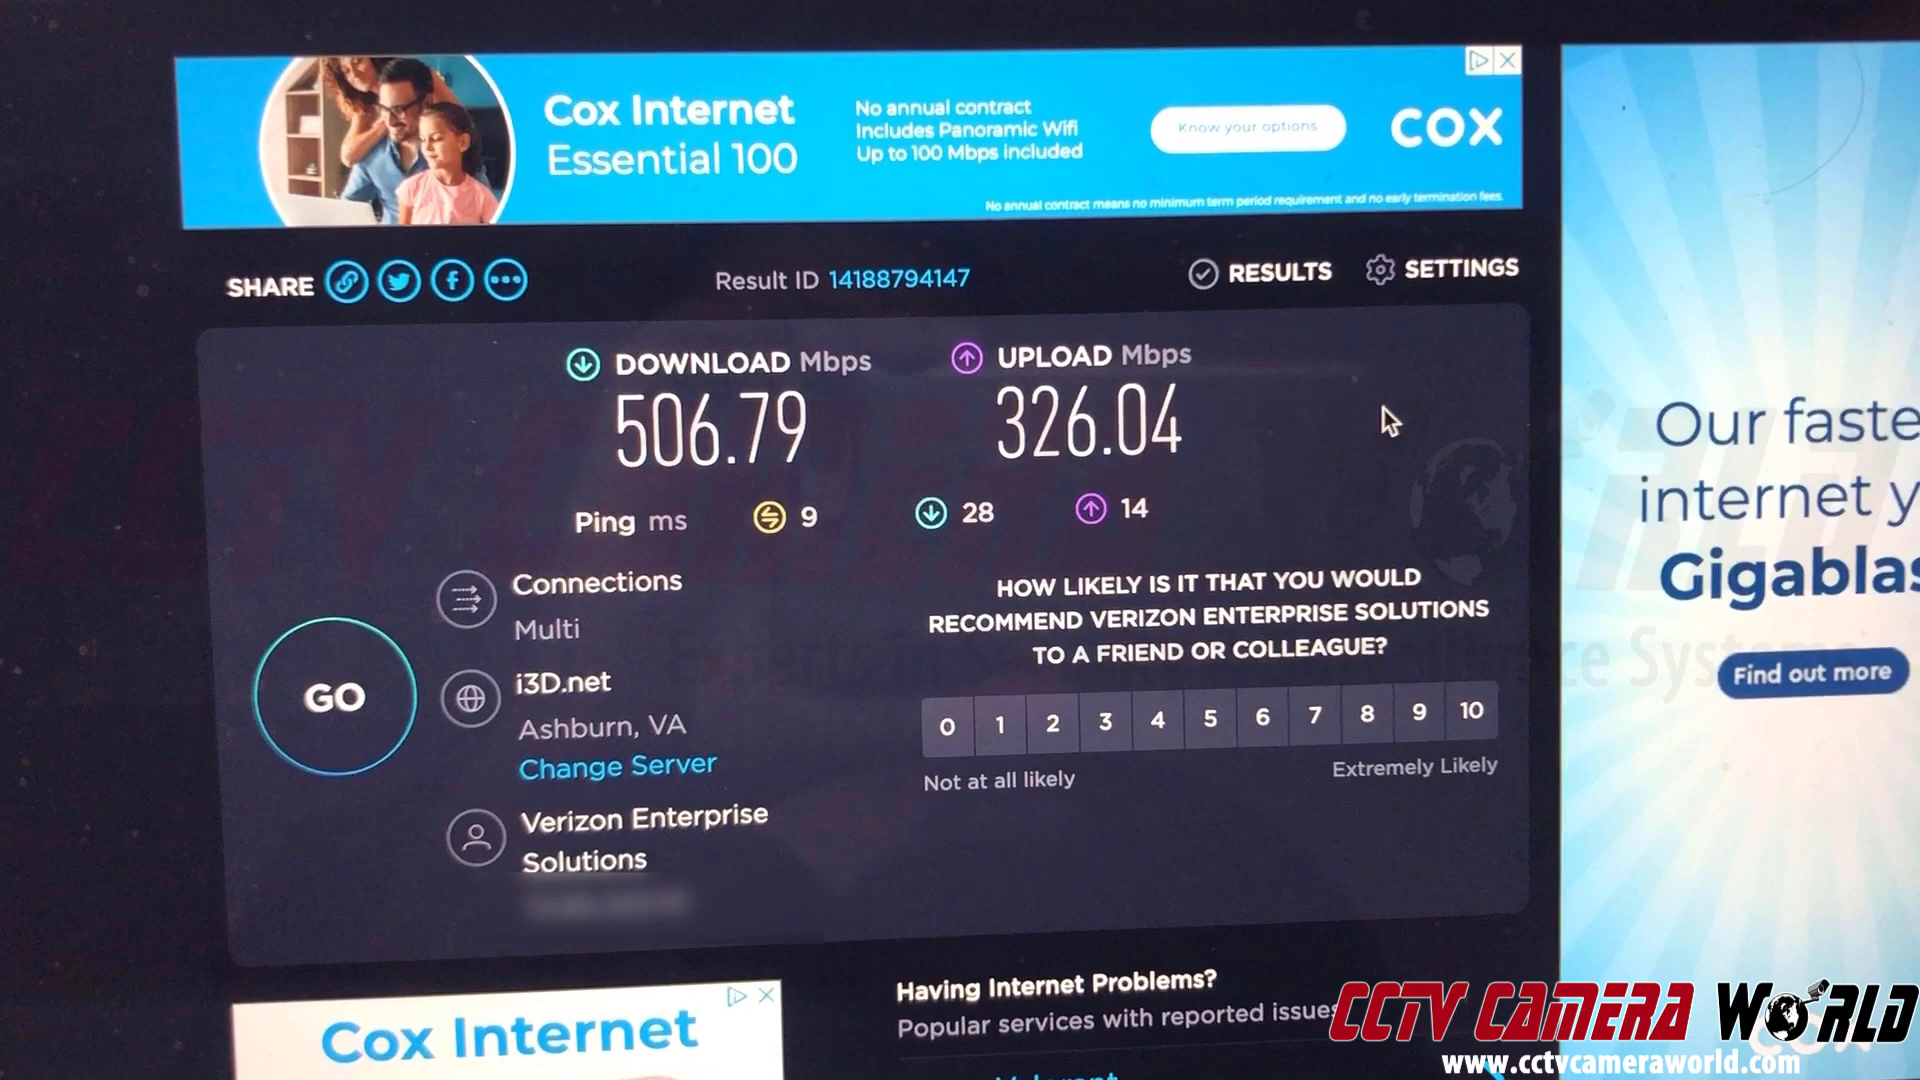 Cox Internet
Essential 100
No annual contract
Includes Panoramic Wifi
Up to 100 Mbps included
Know your options
COX
No annual contract means no minimum term period requirement and no early termination fees.
SHARE
Result ID 14188794147
RESULTS
SETTINGS
DOWNLOAD Mbps
506.79
UPLOAD Mbps
326.04
Ping ms 9 28 14
Connections
Multi
i3D.net
Ashburn, VA
Change Server
Verizon Enterprise
Solutions
GO
HOW LIKELY IS IT THAT YOU WOULD
RECOMMEND VERIZON ENTERPRISE SOLUTIONS
TO A FRIEND OR COLLEAGUE?
0 1 2 3 4 5 6 7 8 9 10
Not at all likely
Extremely Likely
Our faste
internet y
Gigablas
Find out more
Cox Internet
Having Internet Problems?
Popular services with reported issues
CCTV CAMERA WORLD
www.cctvcameraworld.com